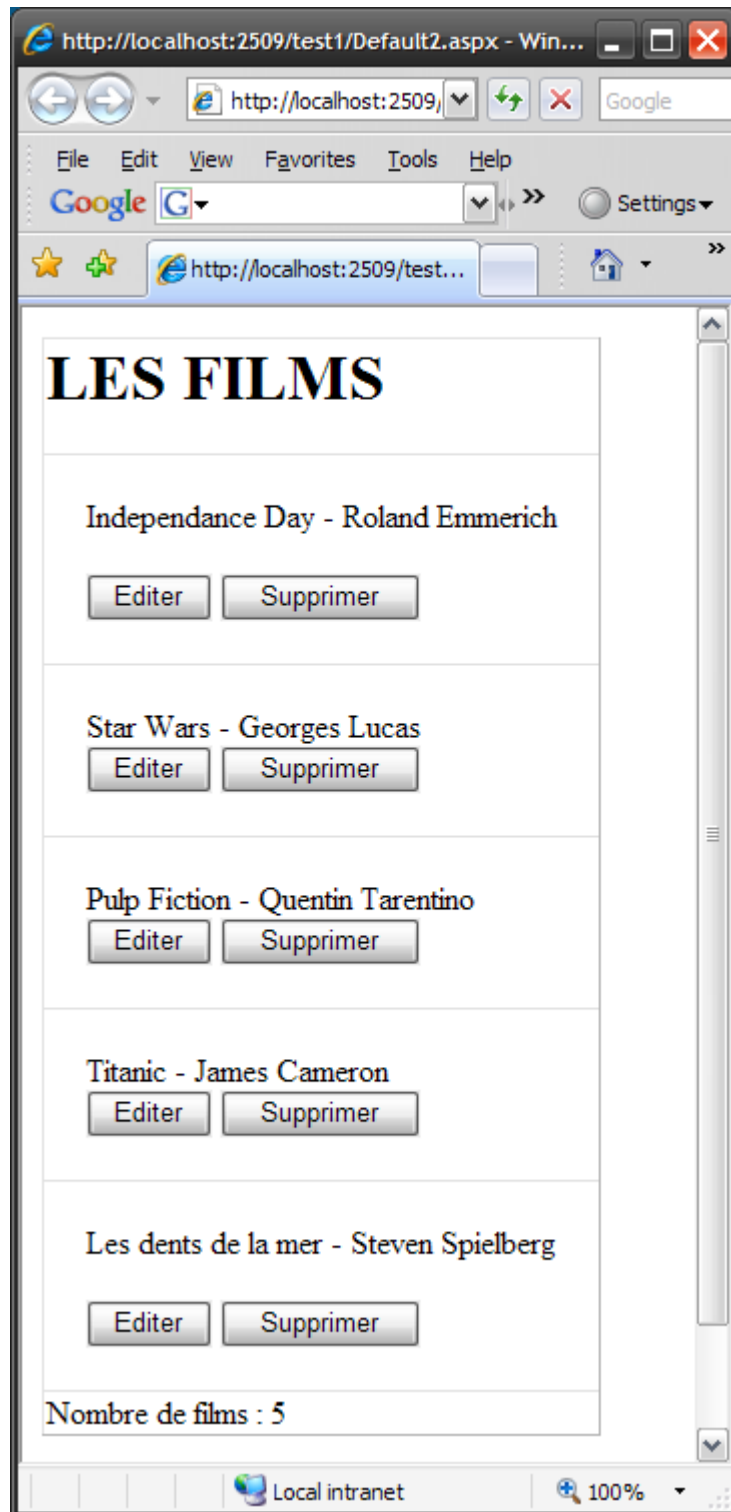 http://localhost:2509/test1/Default2.aspx - Win...
http://localhost:2509/
Google
File Edit View Favorites Tools Help
Google G Settings
http://localhost:2509/test...
LES FILMS
Independance Day - Roland Emmerich
Editer Supprimer
Star Wars - Georges Lucas
Editer Supprimer
Pulp Fiction - Quentin Tarentino
Editer Supprimer
Titanic - James Cameron
Editer Supprimer
Les dents de la mer - Steven Spielberg
Editer Supprimer
Nombre de films : 5
Local intranet 100%